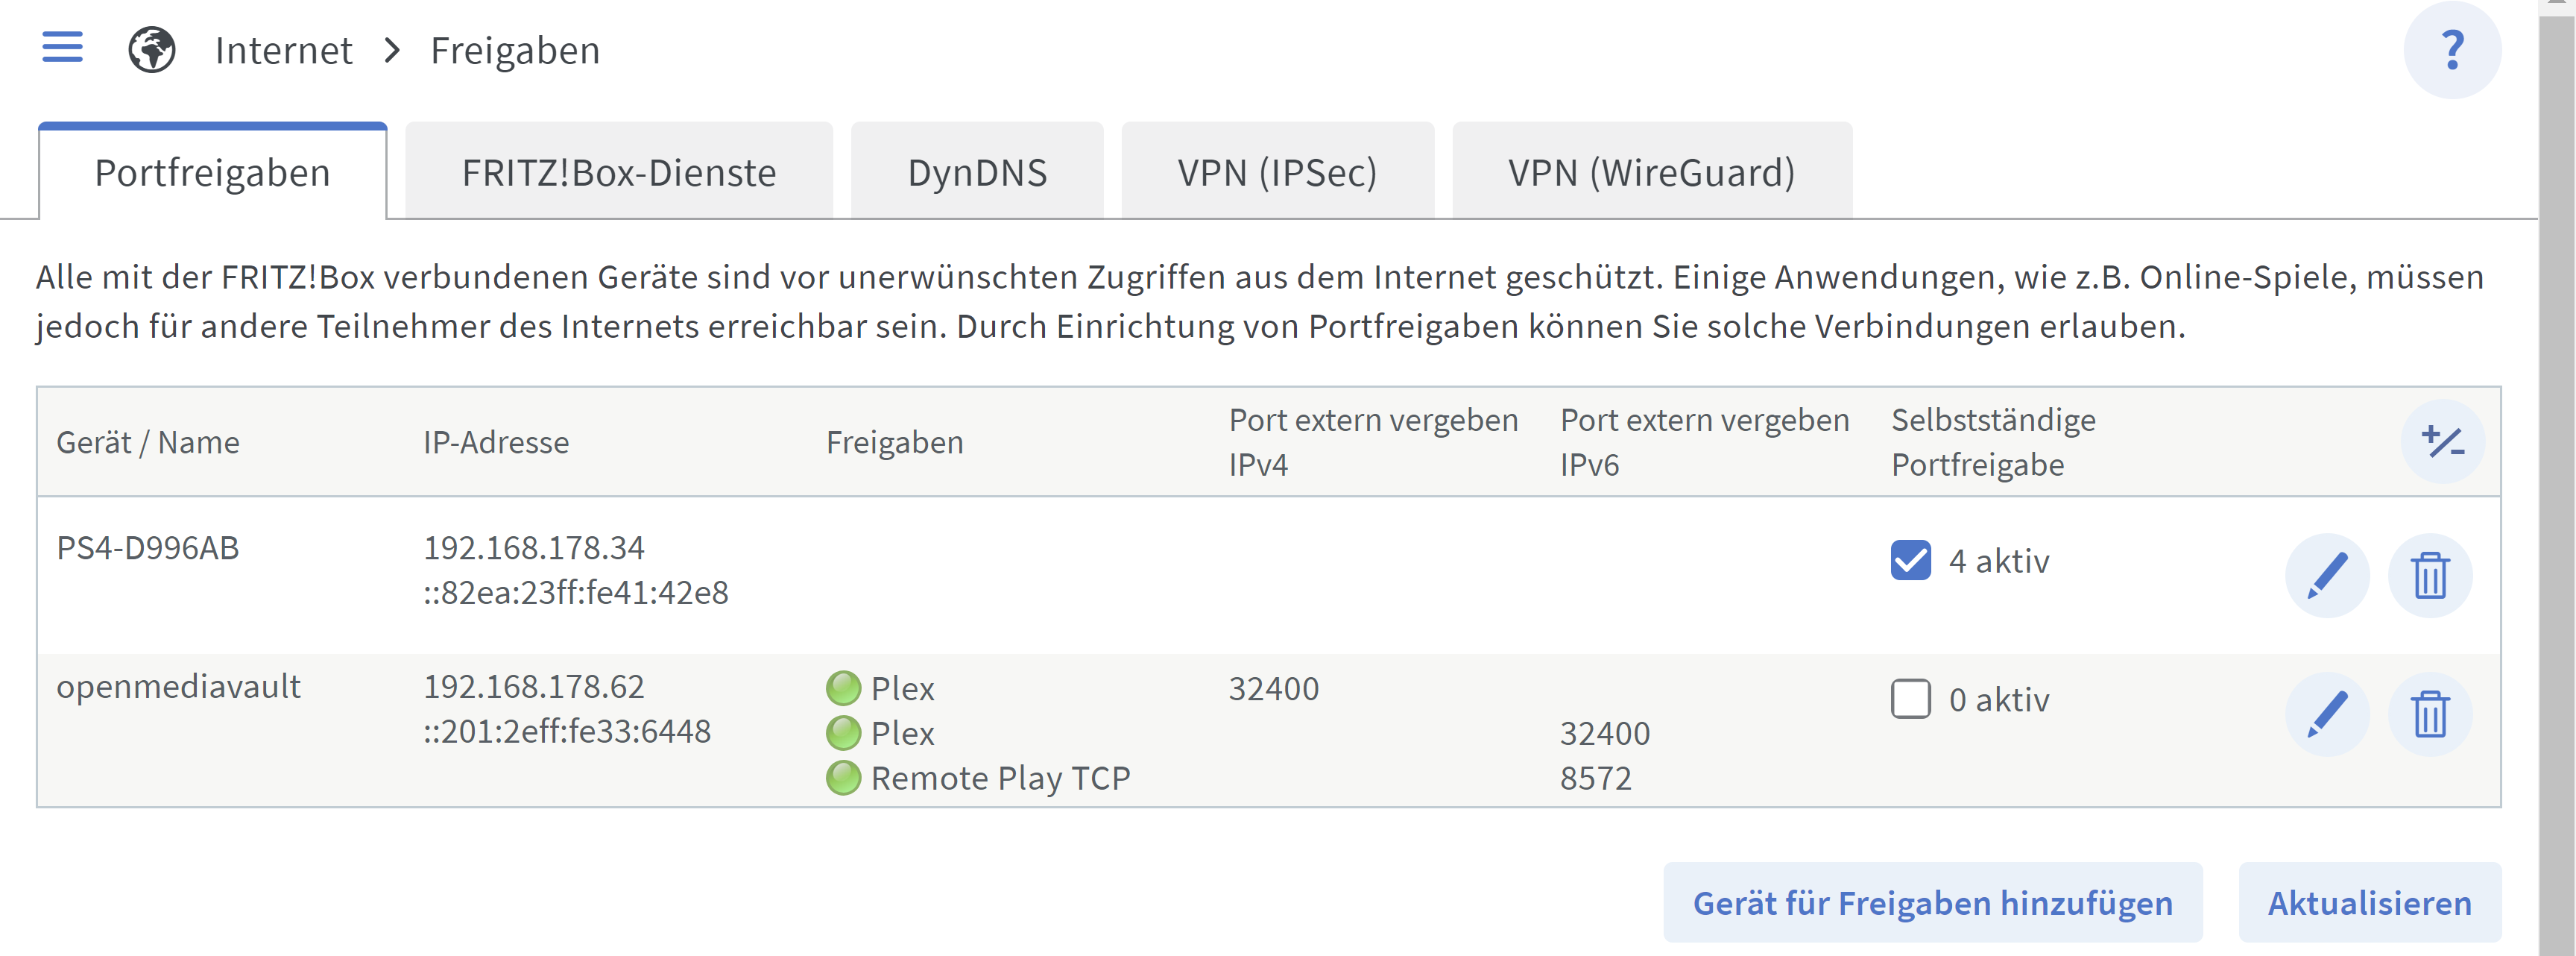 Internet > Freigaben
?
Portfreigaben
FRITZ!Box-Dienste
DynDNS
VPN (IPSec)
VPN (WireGuard)
Alle mit der FRITZ!Box verbundenen Geräte sind vor unerwünschten Zugriffen aus dem Internet geschützt. Einige Anwendungen, wie z.B. Online-Spiele, müssen
jedoch für andere Teilnehmer des Internets erreichbar sein. Durch Einrichtung von Portfreigaben können Sie solche Verbindungen erlauben.
Gerät / Name
IP-Adresse
Freigaben
Port extern vergeben
IPv4
Port extern vergeben
IPv6
Selbstständige
Portfreigabe
+/-
PS4-D996AB
192.168.178.34
::82ea:23ff:fe41:42e8
4 aktiv
openmediavault
192.168.178.62
::201:2eff:fe33:6448
Plex
32400
Plex
32400
Remote Play TCP
8572
0 aktiv
Gerät für Freigaben hinzufügen
Aktualisieren